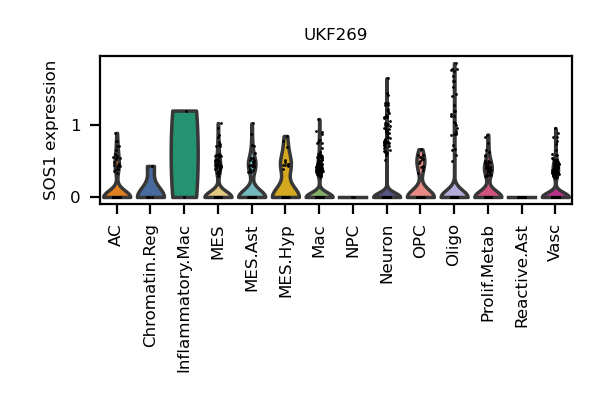 UKF269
SOS1 expression
1
0
AC
Chromatin.Reg
Inflammatory.Mac
MES
MES.Ast
MES.Hyp
Mac
NPC
Neuron
OPC
Oligo
Prolif.Metab
Reactive.Ast
Vasc